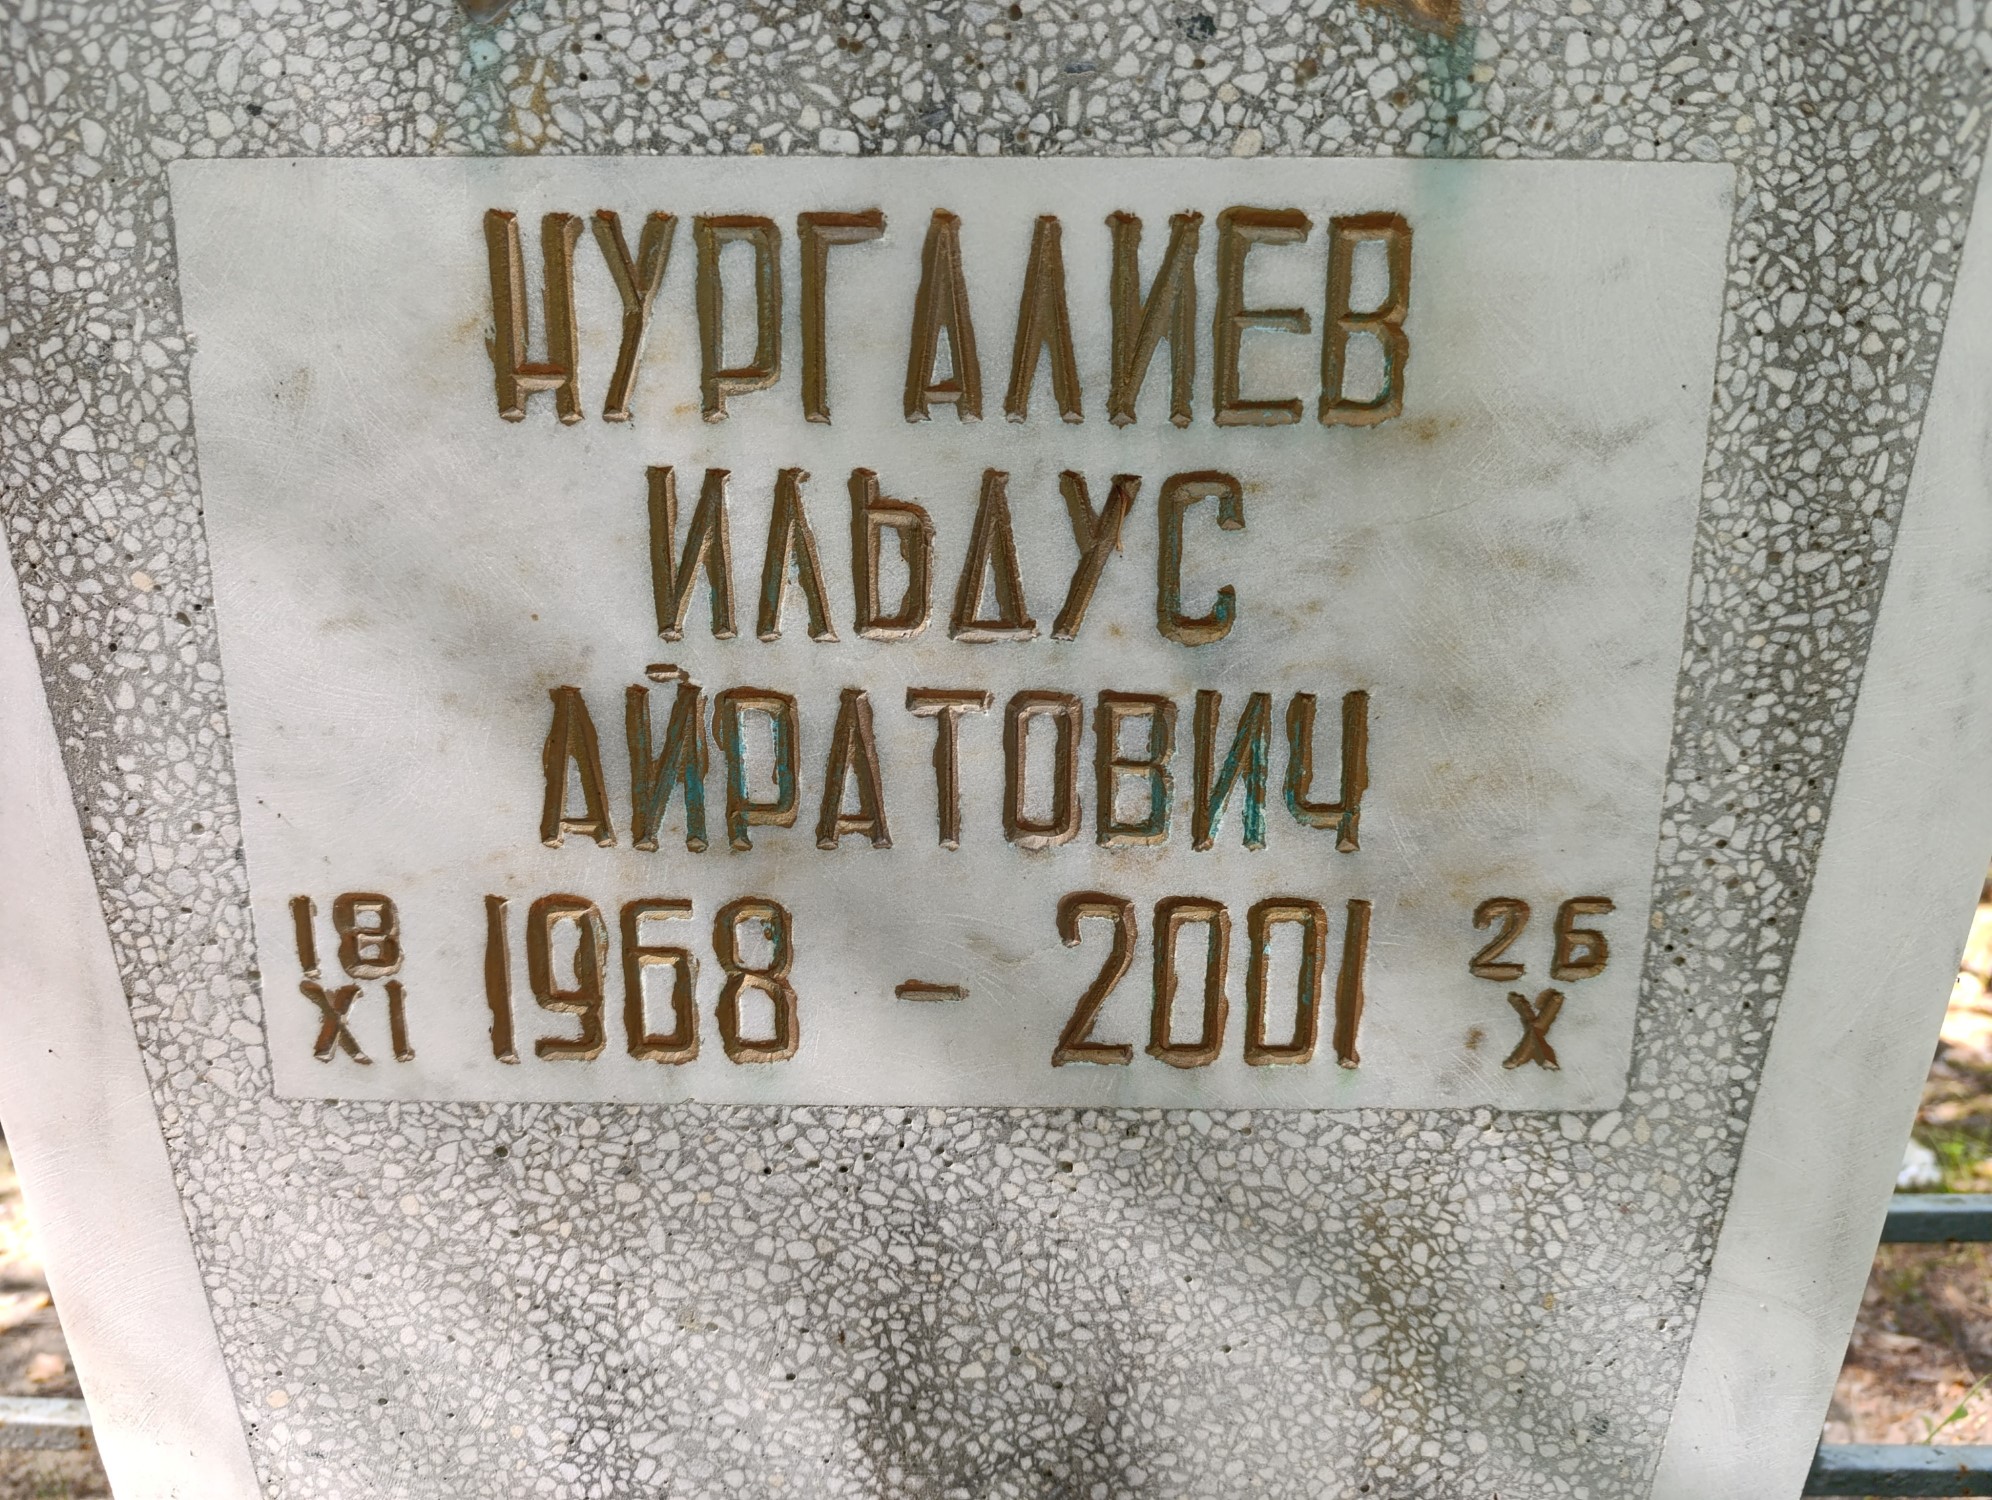 НУРГАЛИЕВ
ИЛЬДУС
АЙРАТОВИЧ
18 XI 1968 - 2001 26 X